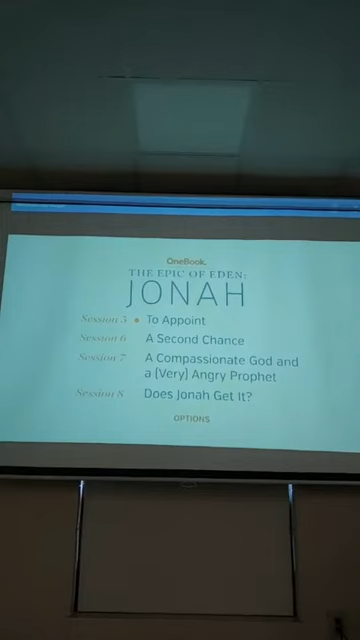 OneBook.
THE EPIC OF EDEN:
JONAH
Session 5 • To Appoint
Session 6 A Second Chance
Session 7 A Compassionate God and
a (Very) Angry Prophet
Session 8 Does Jonah Get It?
OPTIONS